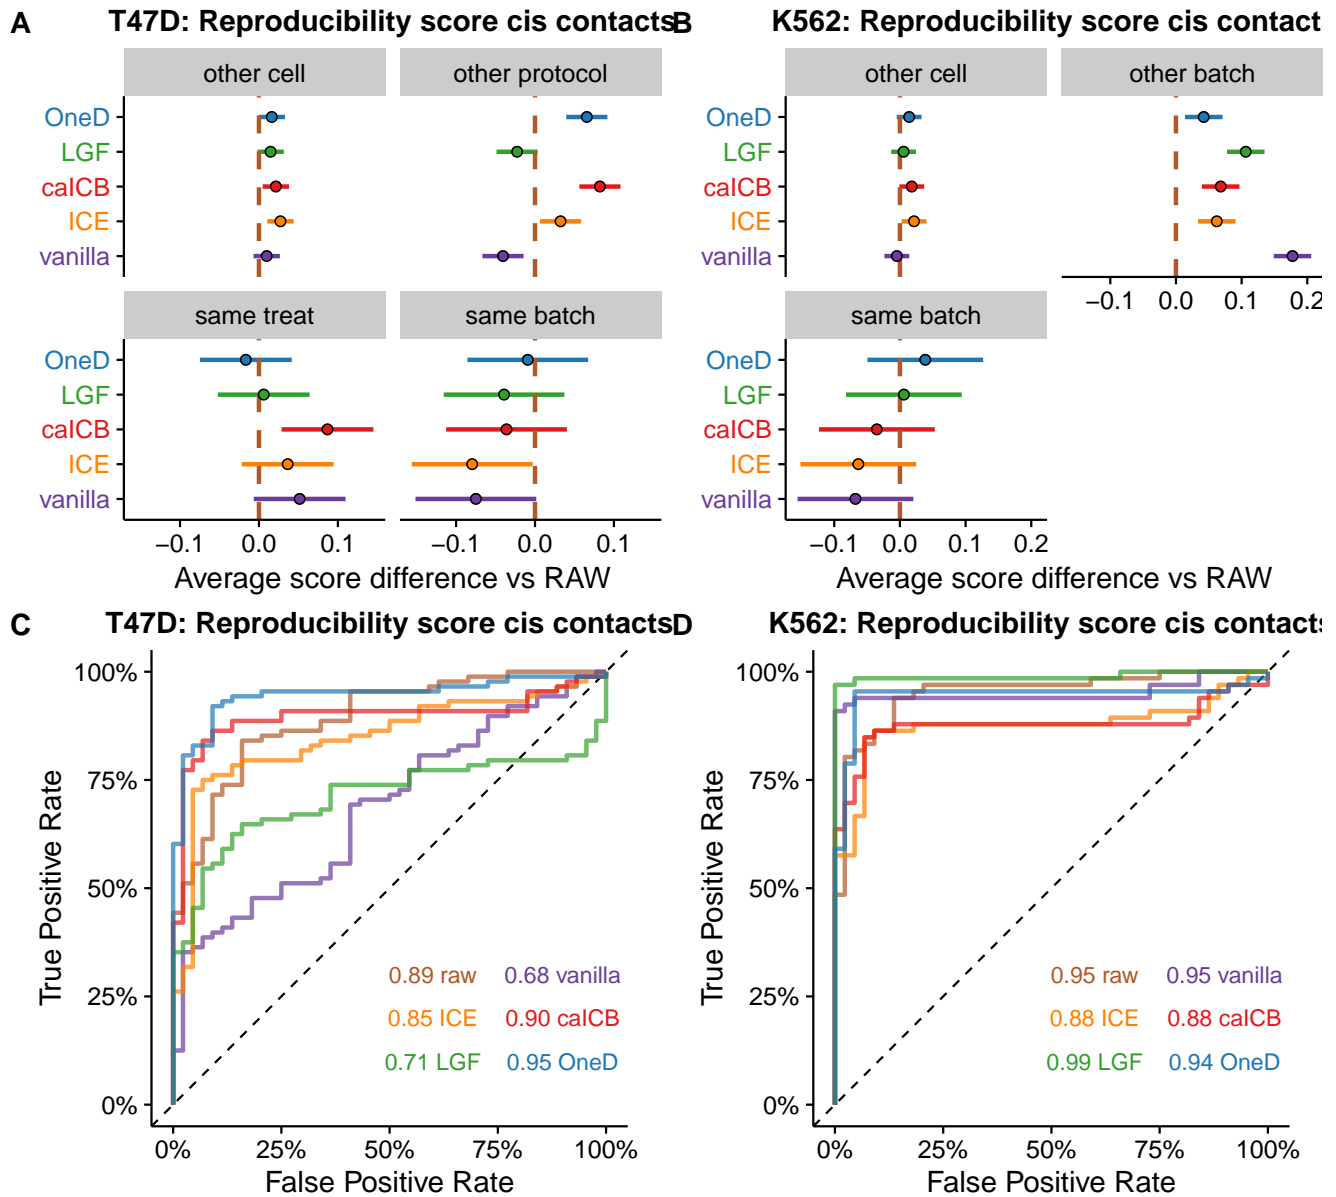 A T47D: Reproducibility score cis contacts
other cell other protocol
OneD
LGF
caICB
ICE
vanilla
same treat same batch
OneD
LGF
caICB
ICE
vanilla
−0.1 0.0 0.1 −0.1 0.0 0.1
Average score difference vs RAW
B K562: Reproducibility score cis contacts
other cell other batch
OneD
LGF
caICB
ICE
vanilla
−0.1 0.0 0.1 0.2
same batch
OneD
LGF
caICB
ICE
vanilla
−0.1 0.0 0.1 0.2
Average score difference vs RAW
C T47D: Reproducibility score cis contacts
True Positive Rate
100%
75%
50%
25%
0%
0.89 raw 0.68 vanilla
0.85 ICE 0.90 caICB
0.71 LGF 0.95 OneD
0% 25% 50% 75% 100%
False Positive Rate
D K562: Reproducibility score cis contacts
True Positive Rate
100%
75%
50%
25%
0%
0.95 raw 0.95 vanilla
0.88 ICE 0.88 caICB
0.99 LGF 0.94 OneD
0% 25% 50% 75% 100%
False Positive Rate